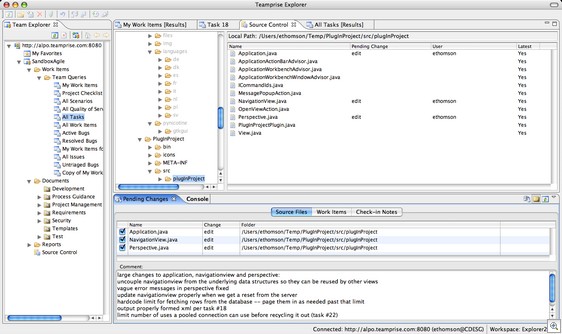 Teamprise Explorer
Team Explorer
http://alpo.teamprise.com:8080
My Favorites
SandboxAgile
Work Items
Team Queries
My Work Items
Project Checklist
All Scenarios
All Quality of Serv
All Tasks
All Work Items
Active Bugs
Resolved Bugs
My Work Items for
All Issues
Untriaged Bugs
Copy of My Work
Documents
Development
Process Guidance
Project Management
Requirements
Security
Templates
Test
Reports
Source Control
My Work Items [Results]
Task 18
Source Control
All Tasks [Results]
files
img
languages
PlugInProject
bin
icons
META-INF
src
plugInProject
Local Path: /Users/ethomson/Temp/PlugInProject/src/plugInProject
Name Pending Change User Latest
Application.java edit ethomson Yes
ApplicationActionBarAdvisor.java Yes
ApplicationWorkbenchAdvisor.java Yes
ApplicationWorkbenchWindowAdvisor.java Yes
ICommandIds.java Yes
MessagePopupAction.java Yes
NavigationView.java edit ethomson Yes
OpenViewAction.java Yes
Perspective.java edit ethomson Yes
PlugInProjectPlugin.java Yes
View.java Yes
Pending Changes
Console
Source Files Work Items Check-in Notes
Name Change Folder
Application.java edit /Users/ethomson/Temp/PlugInProject/src/plugInProject
NavigationView.java edit /Users/ethomson/Temp/PlugInProject/src/plugInProject
Perspective.java edit /Users/ethomson/Temp/PlugInProject/src/plugInProject
Comment:
large changes to application, navigationview and perspective:
uncouple navigationview from the underlying data structures so they can be reused by other views
vague error messages in perspective fixed
update navigationview properly when we get a reset from the server
hardcode limit for fetching rows from the database -- page them in as needed past that limit
output properly formed xml per task #18
limit number of uses a pooled connection can use before recycling it out (task #22)
Connected: http://alpo.teamprise.com:8080 (ethomson@CDESC)
Workspace: Explorer